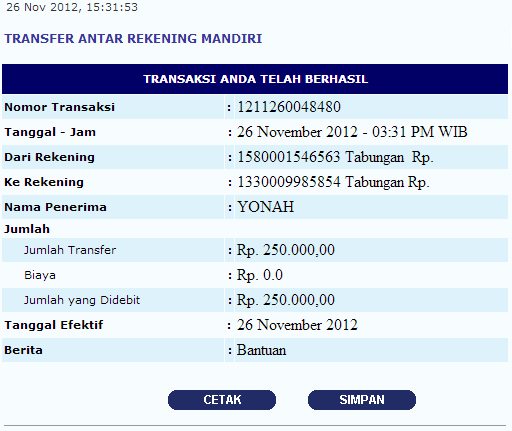 26 Nov 2012, 15:31:53
TRANSFER ANTAR REKENING MANDIRI
TRANSAKSI ANDA TELAH BERHASIL
Nomor Transaksi : 1211260048480
Tanggal - Jam : 26 November 2012 - 03:31 PM WIB
Dari Rekening : 1580001546563 Tabungan Rp.
Ke Rekening : 1330009985854 Tabungan Rp.
Nama Penerima : YONAH
Jumlah
Jumlah Transfer : Rp. 250.000,00
Biaya : Rp. 0.0
Jumlah yang Didebit : Rp. 250.000,00
Tanggal Efektif : 26 November 2012
Berita : Bantuan
CETAK SIMPAN